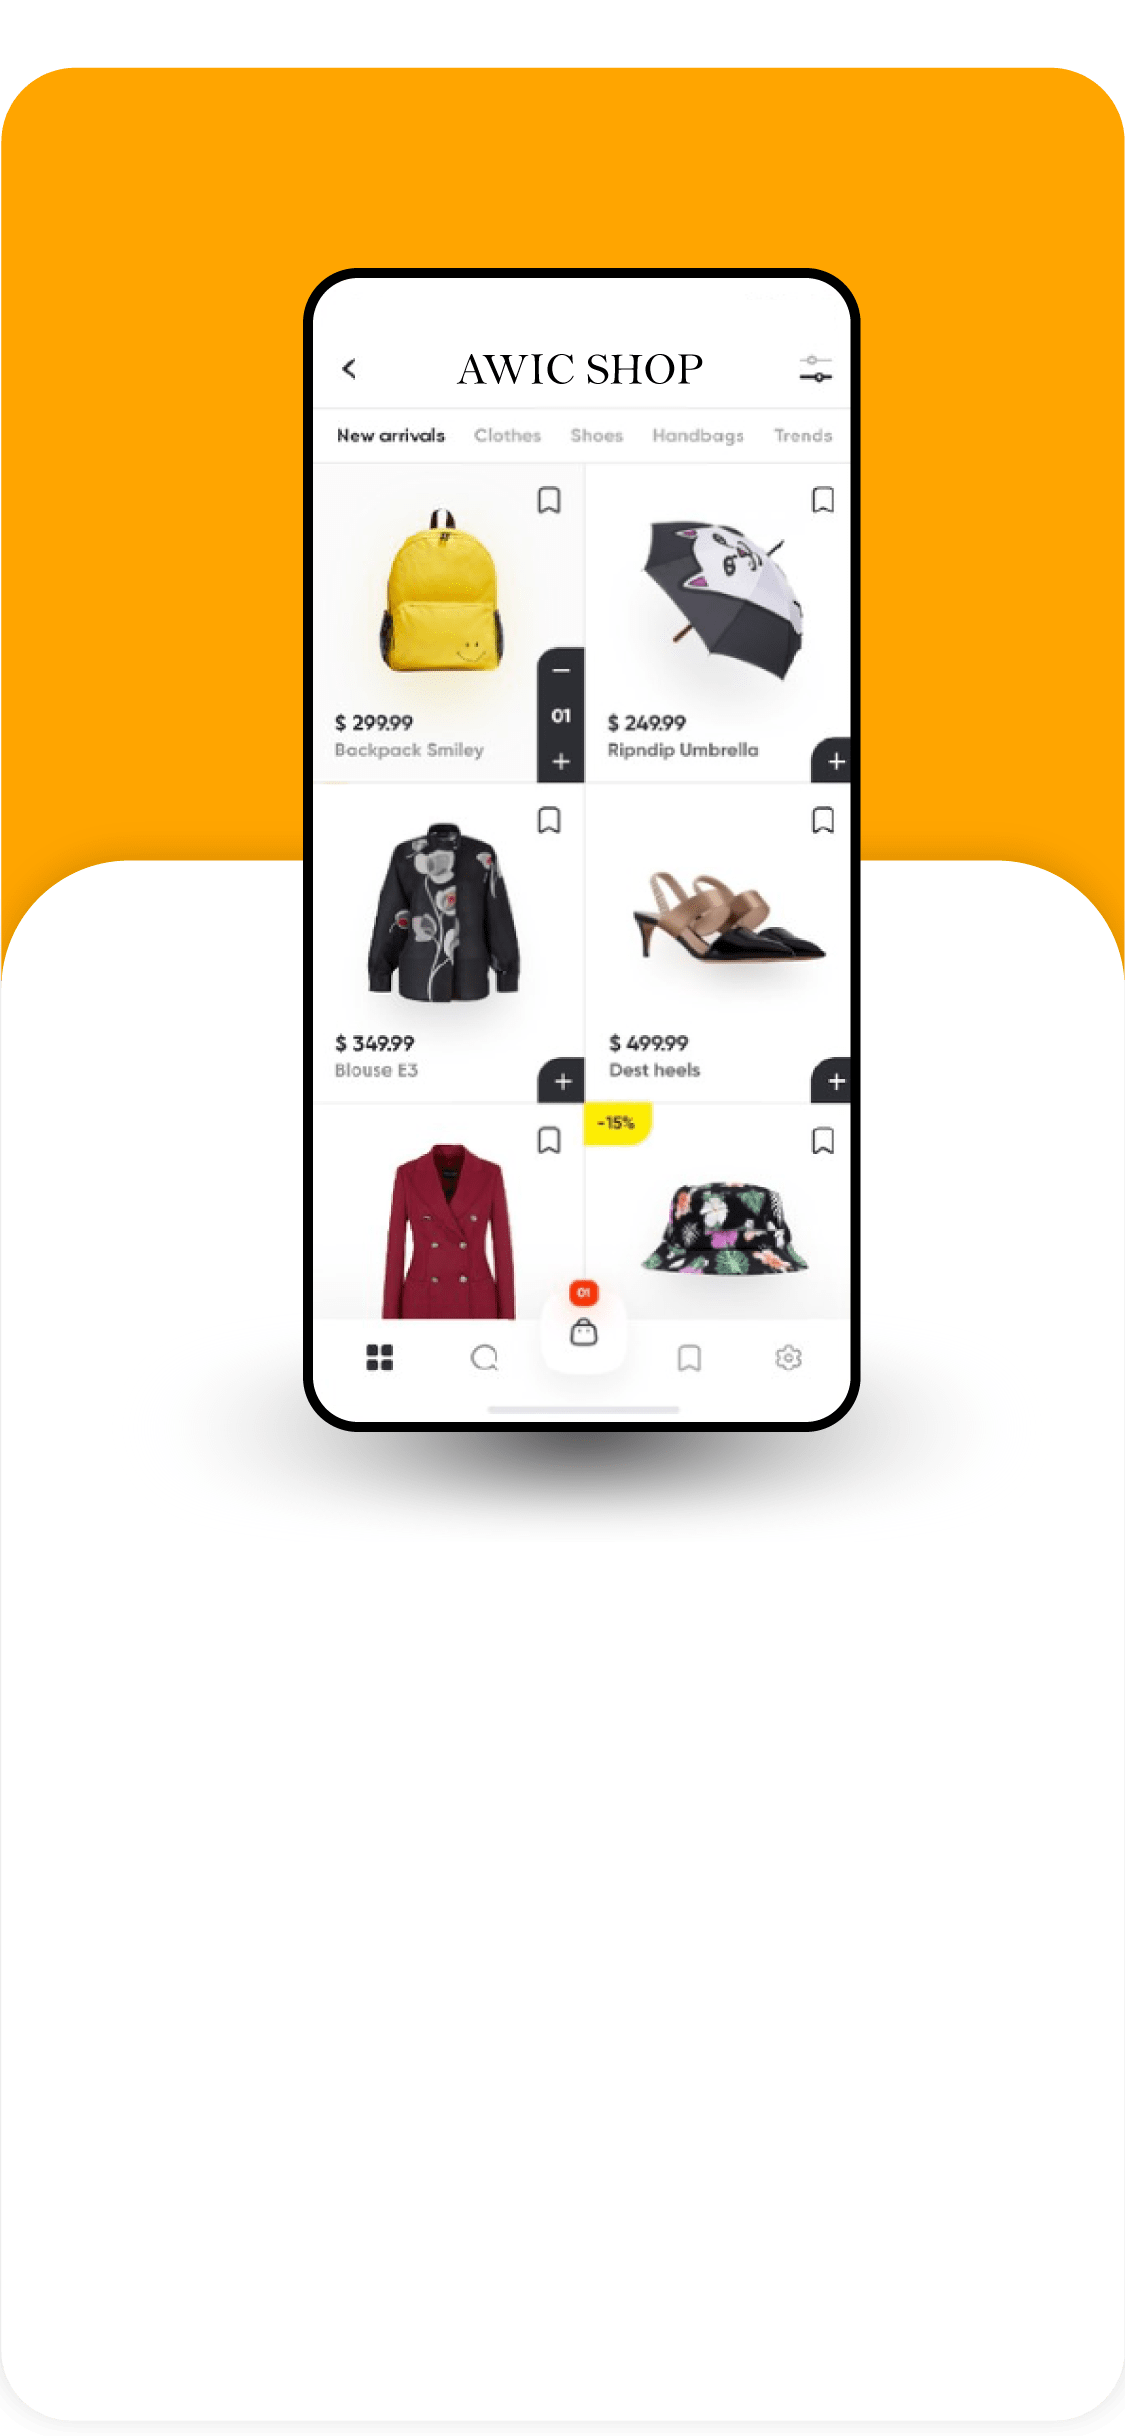 AWIC SHOP
New arrivals Clothes Shoes Handbags Trends
01
$ 299.99
Backpack Smiley
$ 249.99
Ripndip Umbrella
$ 349.99
Blouse E3
$ 499.99
Dest heels
-15%
01